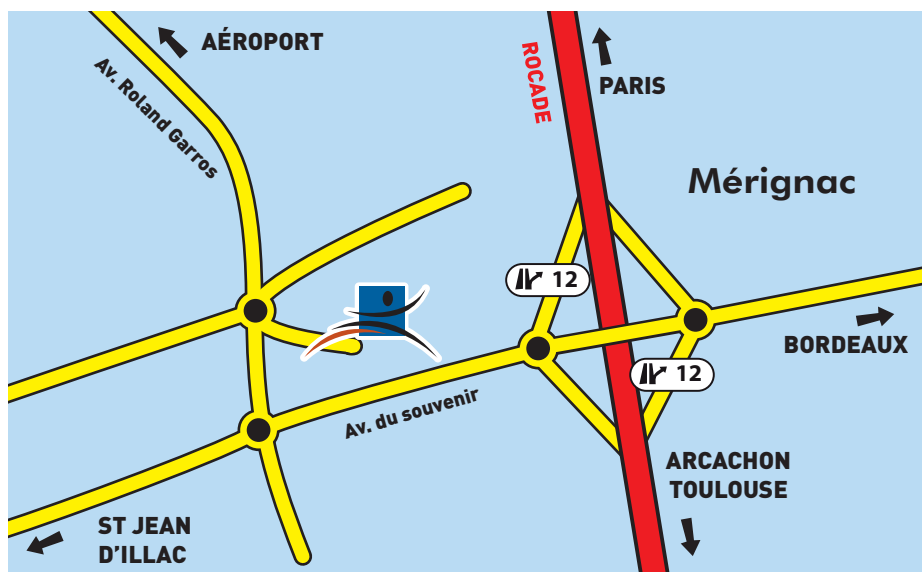 AÉROPORT
Av. Roland Garros
ROCADE
PARIS
Mérignac
12
BORDEAUX
12
Av. du souvenir
ARCACHON
TOULOUSE
ST JEAN
D'ILLAC